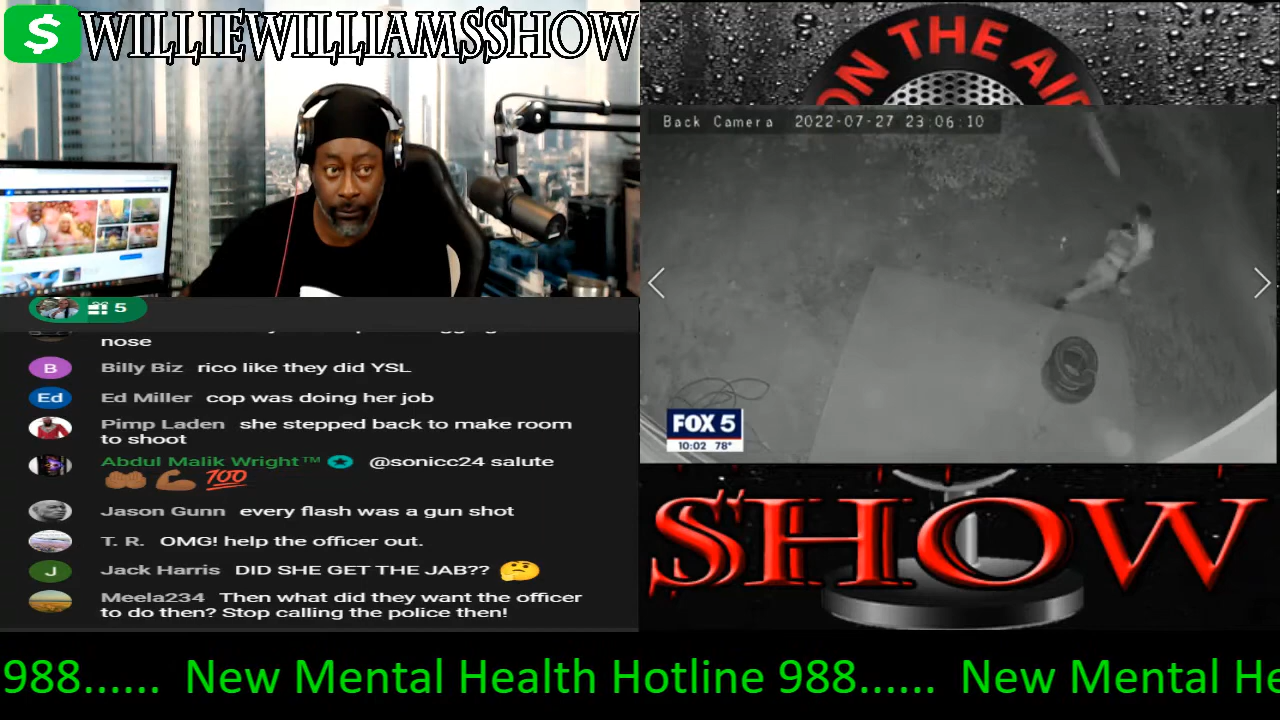 $ WILLIEWILLIAMSSHOW
ON THE AIR
Back Camera 2022-07-27 23:06:10
FOX 5
10:02 78°
5
nose
B Billy Biz rico like they did YSL
Ed Ed Miller cop was doing her job
Pimp Laden she stepped back to make room
to shoot
Abdul Malik Wright™ @sonicc24 salute
🤲🏾 💪🏾 💯
Jason Gunn every flash was a gun shot
T. R. OMG! help the officer out.
J Jack Harris DID SHE GET THE JAB?? 🤔
Meela234 Then what did they want the officer
to do then? Stop calling the police then!
SHOW
988...... New Mental Health Hotline 988...... New Mental He